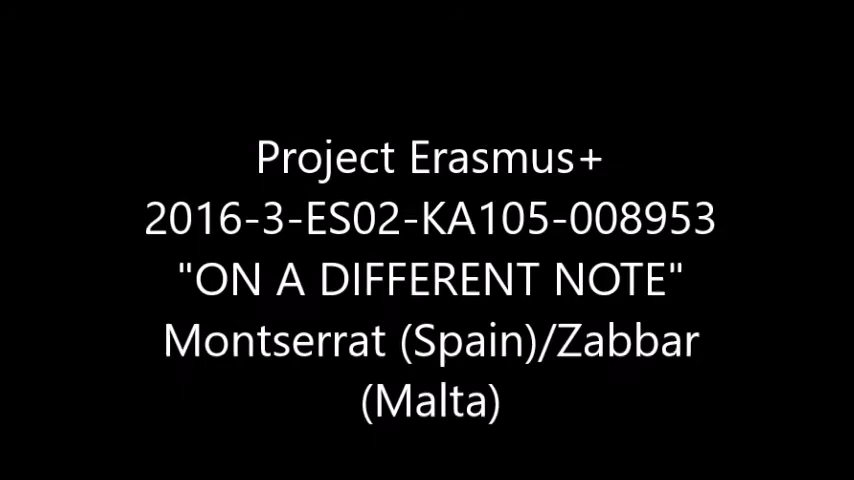 Project Erasmus+
2016-3-ES02-KA105-008953
"ON A DIFFERENT NOTE"
Montserrat (Spain)/Zabbar
(Malta)